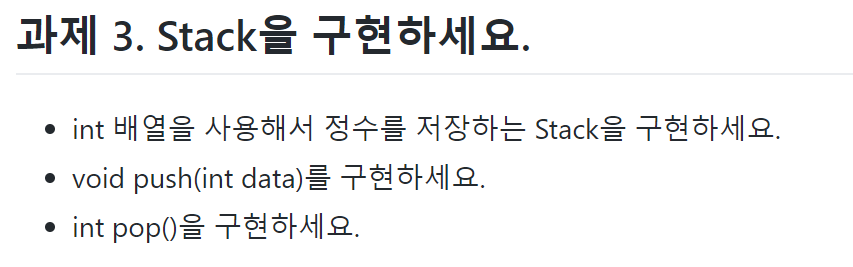 과제 3. Stack을 구현하세요.
int 배열을 사용해서 정수를 저장하는 Stack을 구현하세요.
void push(int data)를 구현하세요.
int pop()을 구현하세요.